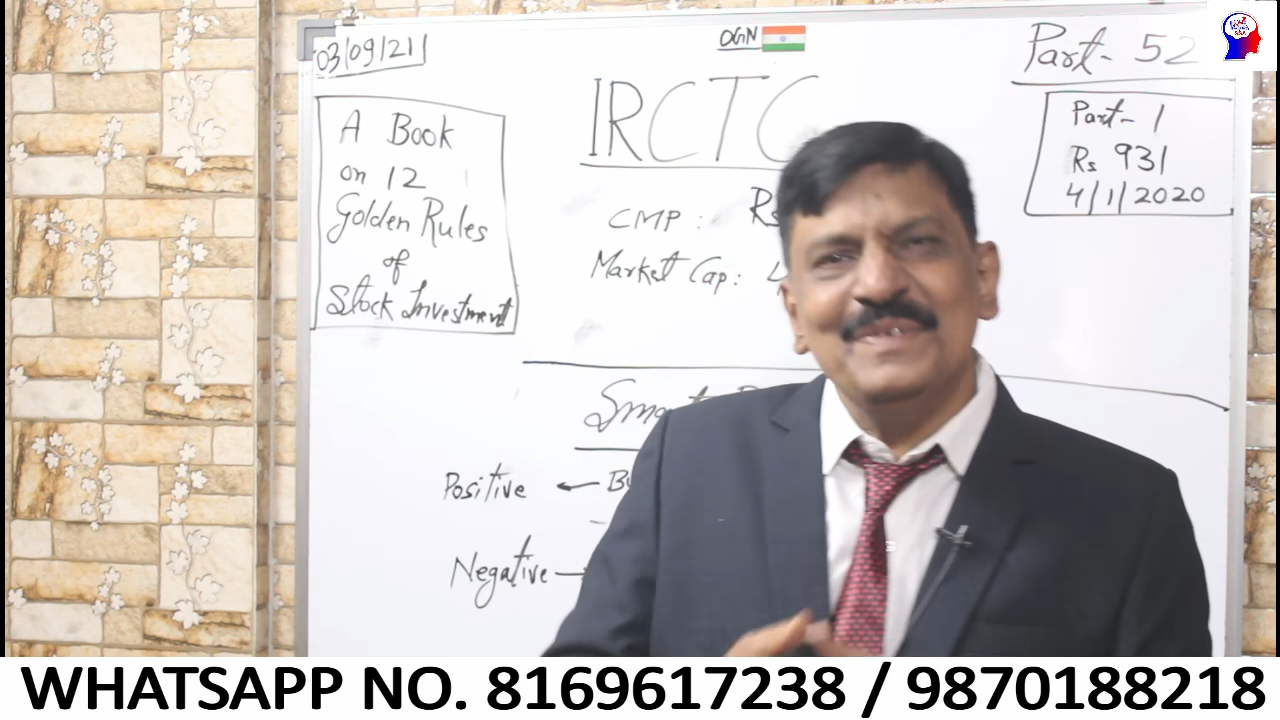 03/09/21
OGN
Part- 52
A Book
on 12
Golden Rules
of
Stock Investment
IRCTC
CMP :
Market Cap:
Part- 1
Rs 931
4/1/2020
Positive
Negative
WHATSAPP NO. 8169617238 / 9870188218